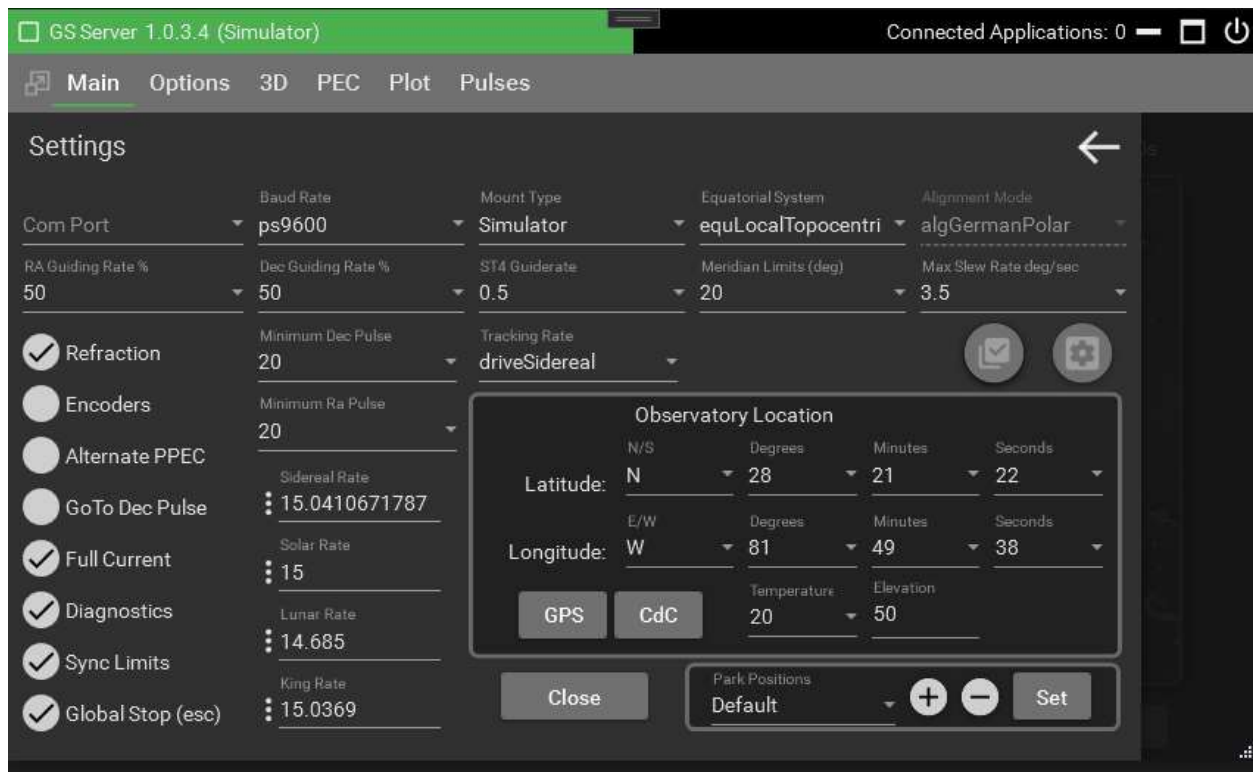 GS Server 1.0.3.4 (Simulator) Connected Applications: 0
Main Options 3D PEC Plot Pulses
Settings
Baud Rate Mount Type Equatorial System Alignment Mode
Com Port ps9600 Simulator equLocalTopocentri algGermanPolar
RA Guiding Rate % Dec Guiding Rate % ST4 Guiderate Meridian Limits (deg) Max Slew Rate deg/sec
50 50 0.5 20 3.5
Minimum Dec Pulse Tracking Rate
Refraction 20 driveSidereal
Encoders Minimum Ra Pulse Observatory Location
20 N/S Degrees Minutes Seconds
Alternate PPEC Latitude: N 28 21 22
Sidereal Rate
GoTo Dec Pulse 15.0410671787 E/W Degrees Minutes Seconds
Solar Rate Longitude: W 81 49 38
Full Current 15
Temperature Elevation
Diagnostics Lunar Rate GPS CdC 20 50
14.685
Sync Limits
King Rate Park Positions
Global Stop (esc) 15.0369 Close Default Set